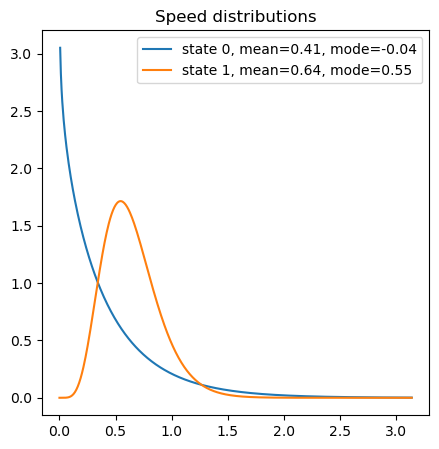 Speed distributions
state 0, mean=0.41, mode=-0.04
state 1, mean=0.64, mode=0.55
3.0
2.5
2.0
1.5
1.0
0.5
0.0
0.0 0.5 1.0 1.5 2.0 2.5 3.0